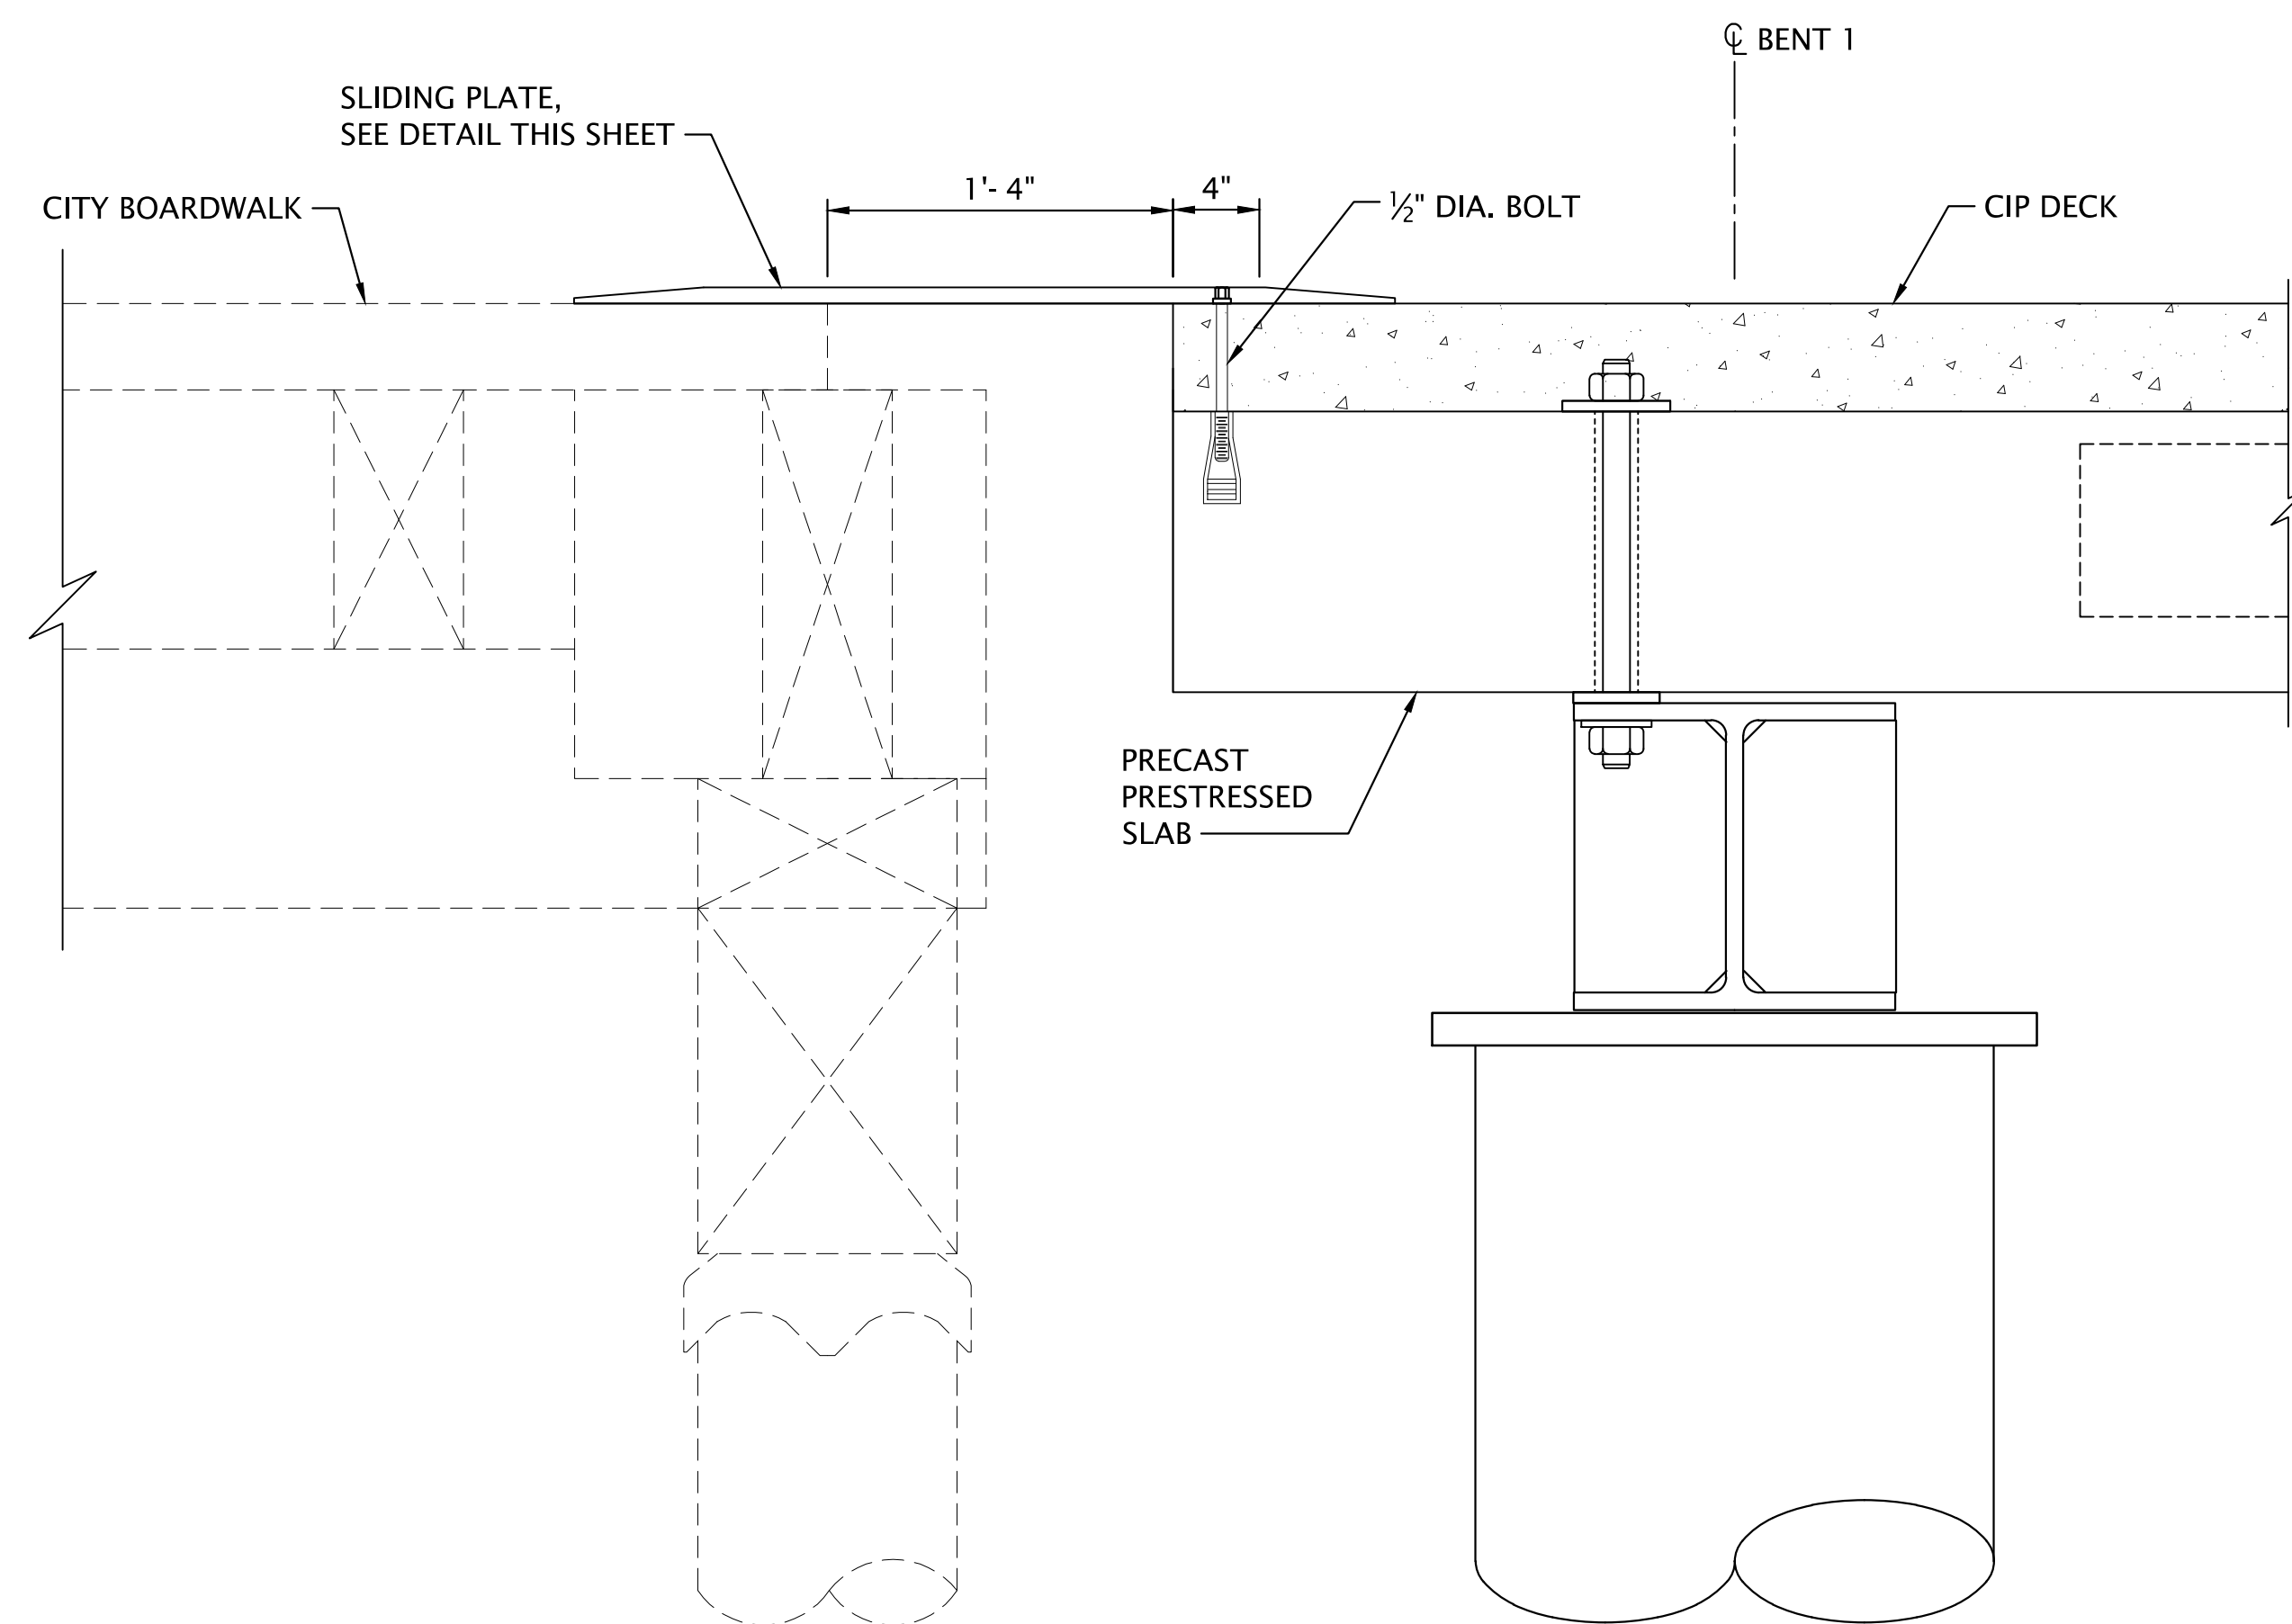 ℄ BENT 1
SLIDING PLATE,
SEE DETAIL THIS SHEET
1'- 4"
4"
½" DIA. BOLT
CITY BOARDWALK
CIP DECK
PRECAST
PRESTRESSED
SLAB